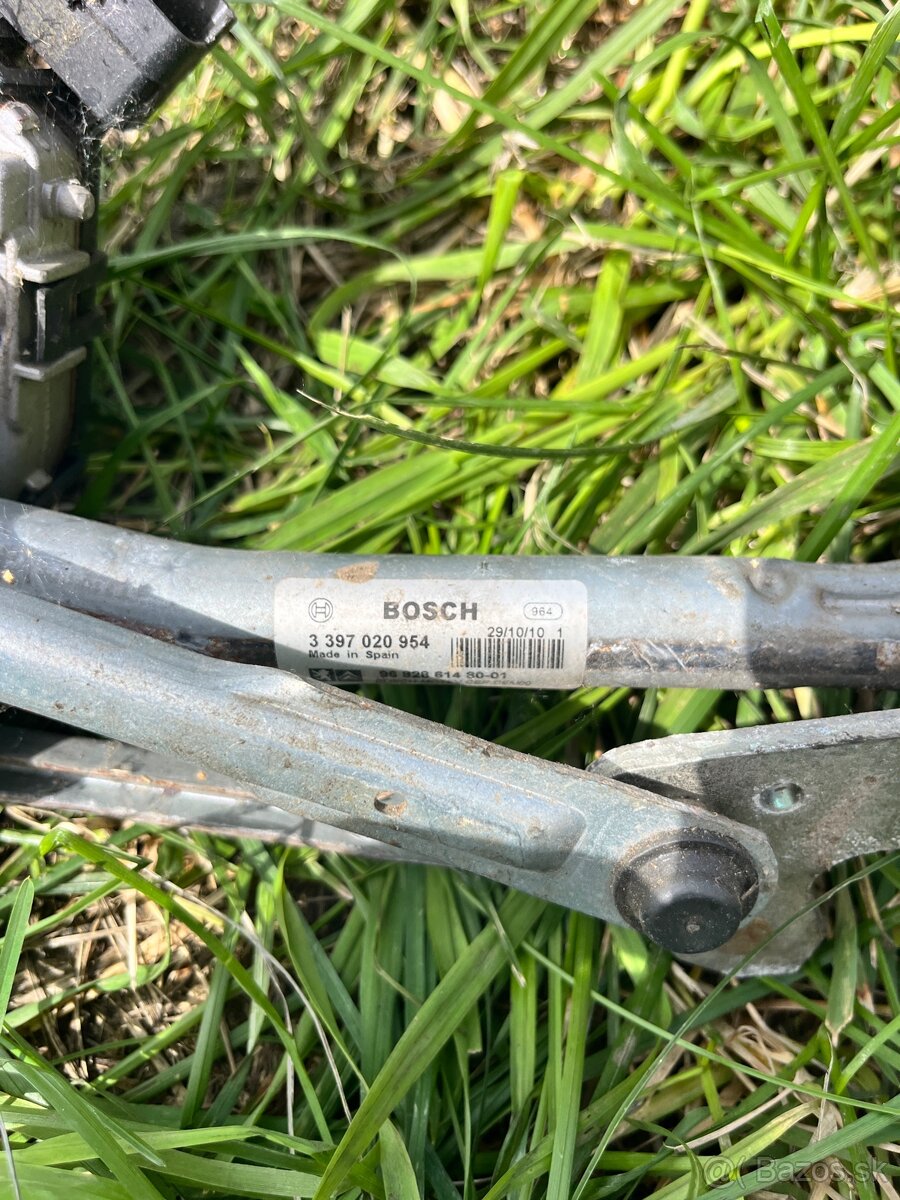 BOSCH 964
29/10/10 1
3 397 020 954
Made in Spain
96 928 614 80-01
Bazos.sk